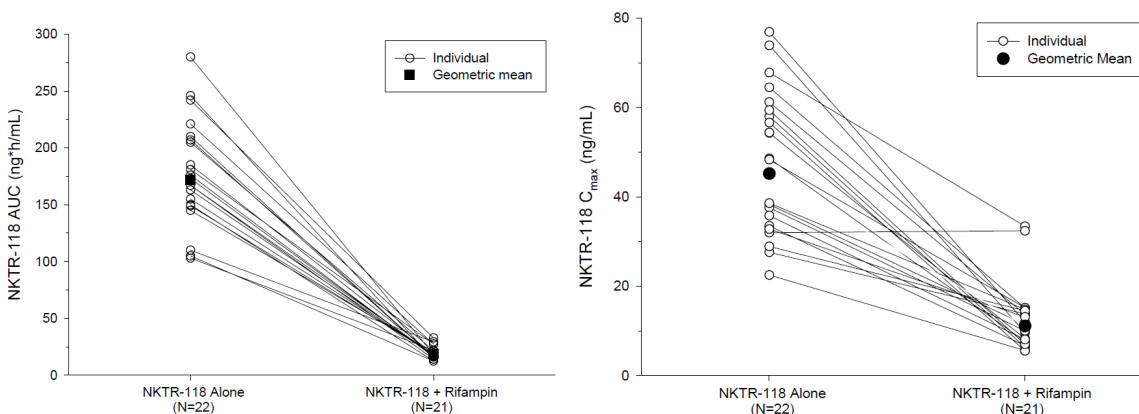 300
250
200
150
100
50
0
NKTR-118 AUC (ng*h/mL)
Individual
Geometric mean
NKTR-118 Alone
(N=22)
NKTR-118 + Rifampin
(N=21)
80
60
40
20
0
NKTR-118 Cmax (ng/mL)
Individual
Geometric Mean
NKTR-118 Alone
(N=22)
NKTR-118 + Rifampin
(N=21)